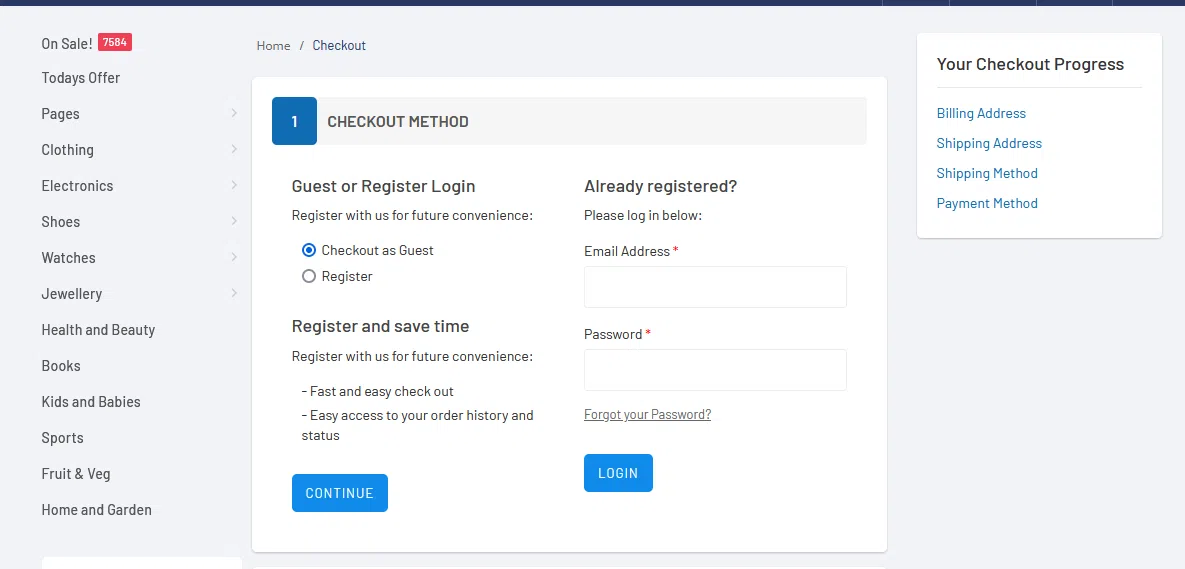 On Sale! 7584
Todays Offer
Pages
Clothing
Electronics
Shoes
Watches
Jewellery
Health and Beauty
Books
Kids and Babies
Sports
Fruit & Veg
Home and Garden
Home / Checkout
1 CHECKOUT METHOD
Guest or Register Login
Register with us for future convenience:
Checkout as Guest
Register
Register and save time
Register with us for future convenience:
- Fast and easy check out
- Easy access to your order history and
status
CONTINUE
Already registered?
Please log in below:
Email Address *
Password *
Forgot your Password?
LOGIN
Your Checkout Progress
Billing Address
Shipping Address
Shipping Method
Payment Method